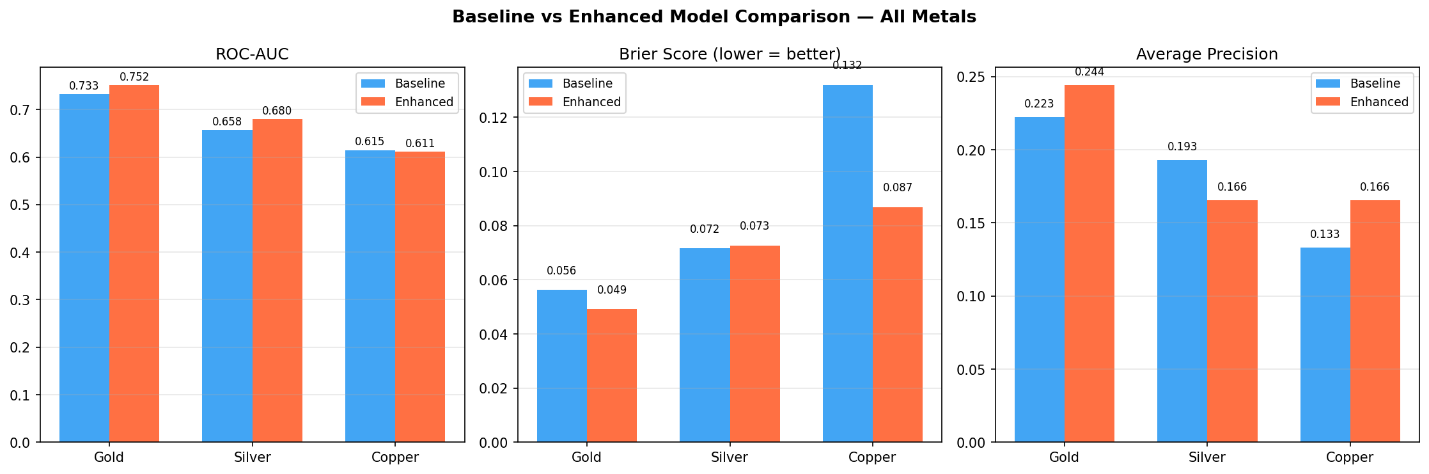 Baseline vs Enhanced Model Comparison — All Metals
ROC-AUC
0.733
0.752
0.658
0.680
0.615
0.611
Baseline
Enhanced
0.7
0.6
0.5
0.4
0.3
0.2
0.1
0.0
Gold
Silver
Copper
Brier Score (lower = better)
0.056
0.049
0.072
0.073
0.132
0.087
Baseline
Enhanced
0.12
0.10
0.08
0.06
0.04
0.02
0.00
Gold
Silver
Copper
Average Precision
0.223
0.244
0.193
0.166
0.133
0.166
Baseline
Enhanced
0.25
0.20
0.15
0.10
0.05
0.00
Gold
Silver
Copper